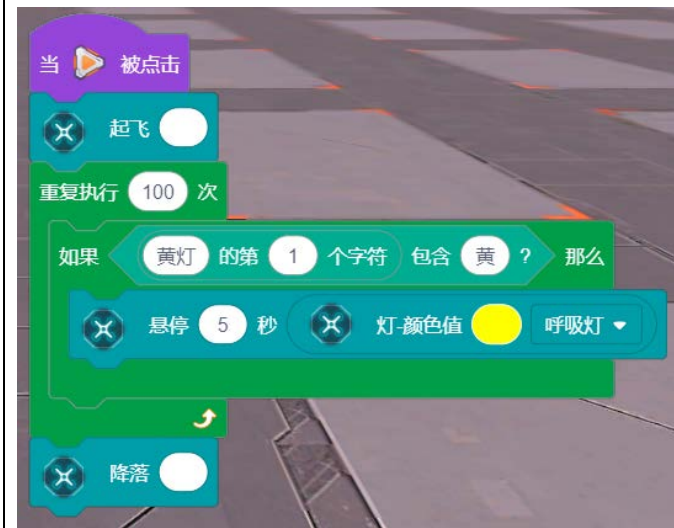 当 被点击
起飞
重复执行 100 次
如果 黄灯 的第 1 个字符 包含 黄 ? 那么
悬停 5 秒 灯-颜色值 呼吸灯
降落